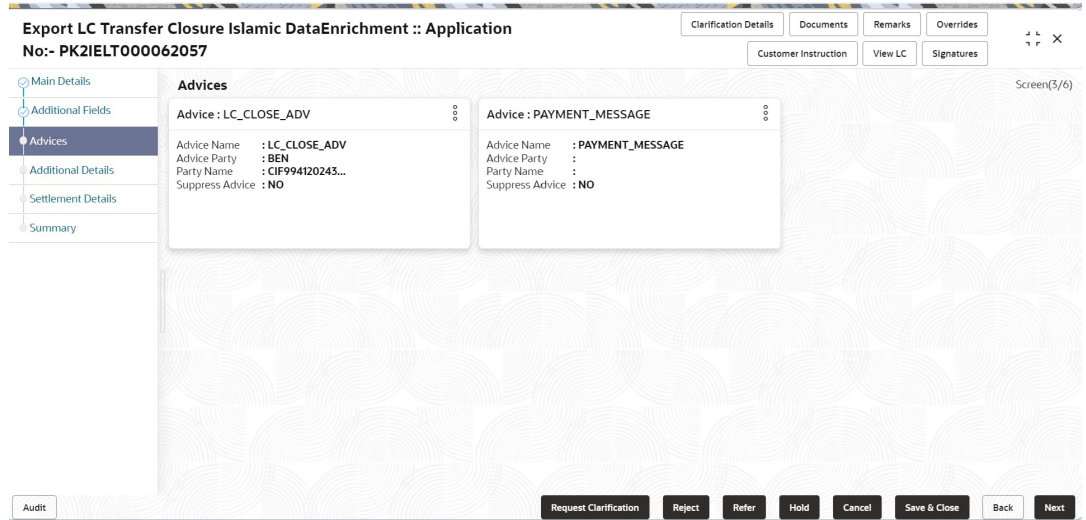 Export LC Transfer Closure Islamic DataEnrichment :: Application
No:- PK2IELT000062057
Clarification Details Documents Remarks Overrides
Customer Instruction View LC Signatures
Main Details
Additional Fields
Advices
Additional Details
Settlement Details
Summary
Advices
Screen(3/6)
Advice : LC_CLOSE_ADV
Advice Name : LC_CLOSE_ADV
Advice Party : BEN
Party Name : CIF994120243...
Suppress Advice : NO
Advice : PAYMENT_MESSAGE
Advice Name : PAYMENT_MESSAGE
Advice Party :
Party Name :
Suppress Advice : NO
Audit
Request Clarification Reject Refer Hold Cancel Save & Close Back Next